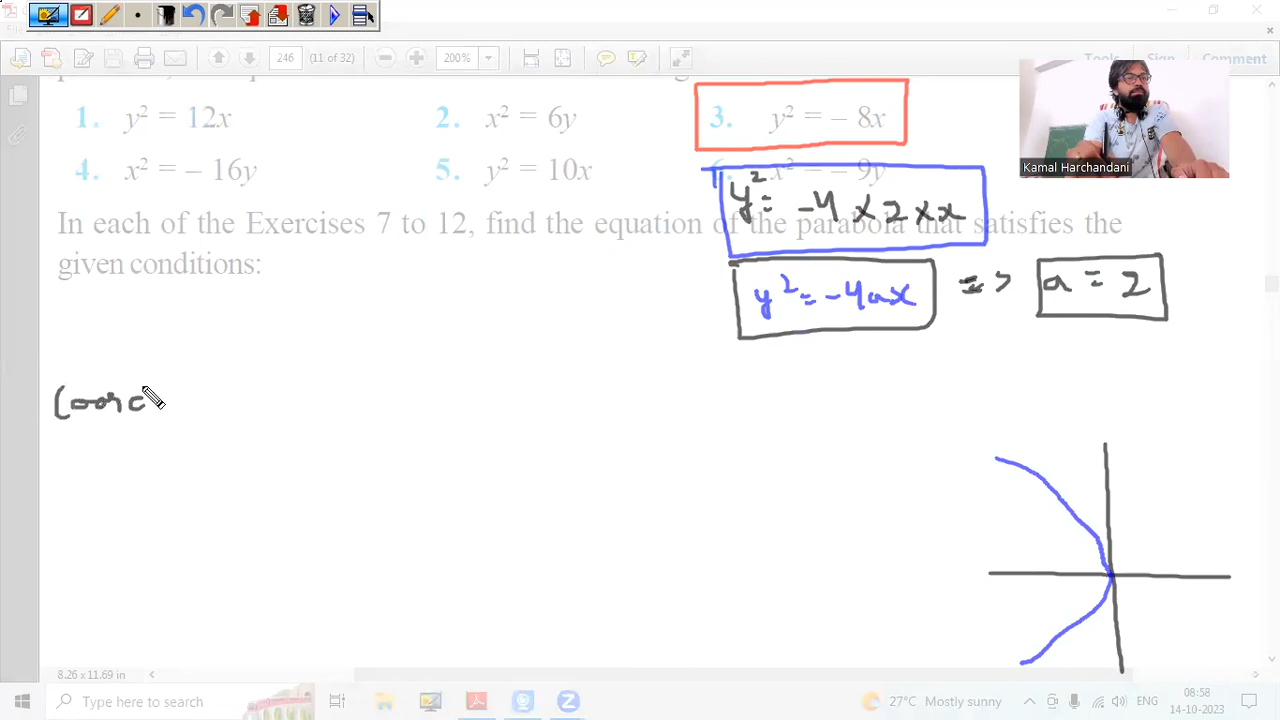 246 (11 of 32) 200% Tools Sign Comment
1. y² = 12x 2. x² = 6y 3. y² = – 8x
Kamal Harchandani
4. x² = – 16y 5. y² = 10x 6. x² = – 9y
y² = -4 × 2 × x
In each of the Exercises 7 to 12, find the equation of the parabola that satisfies the
given conditions:
y² = -4ax => a = 2
8.26 x 11.69 in
Type here to search 27°C Mostly sunny ENG 08:58
14-10-2023